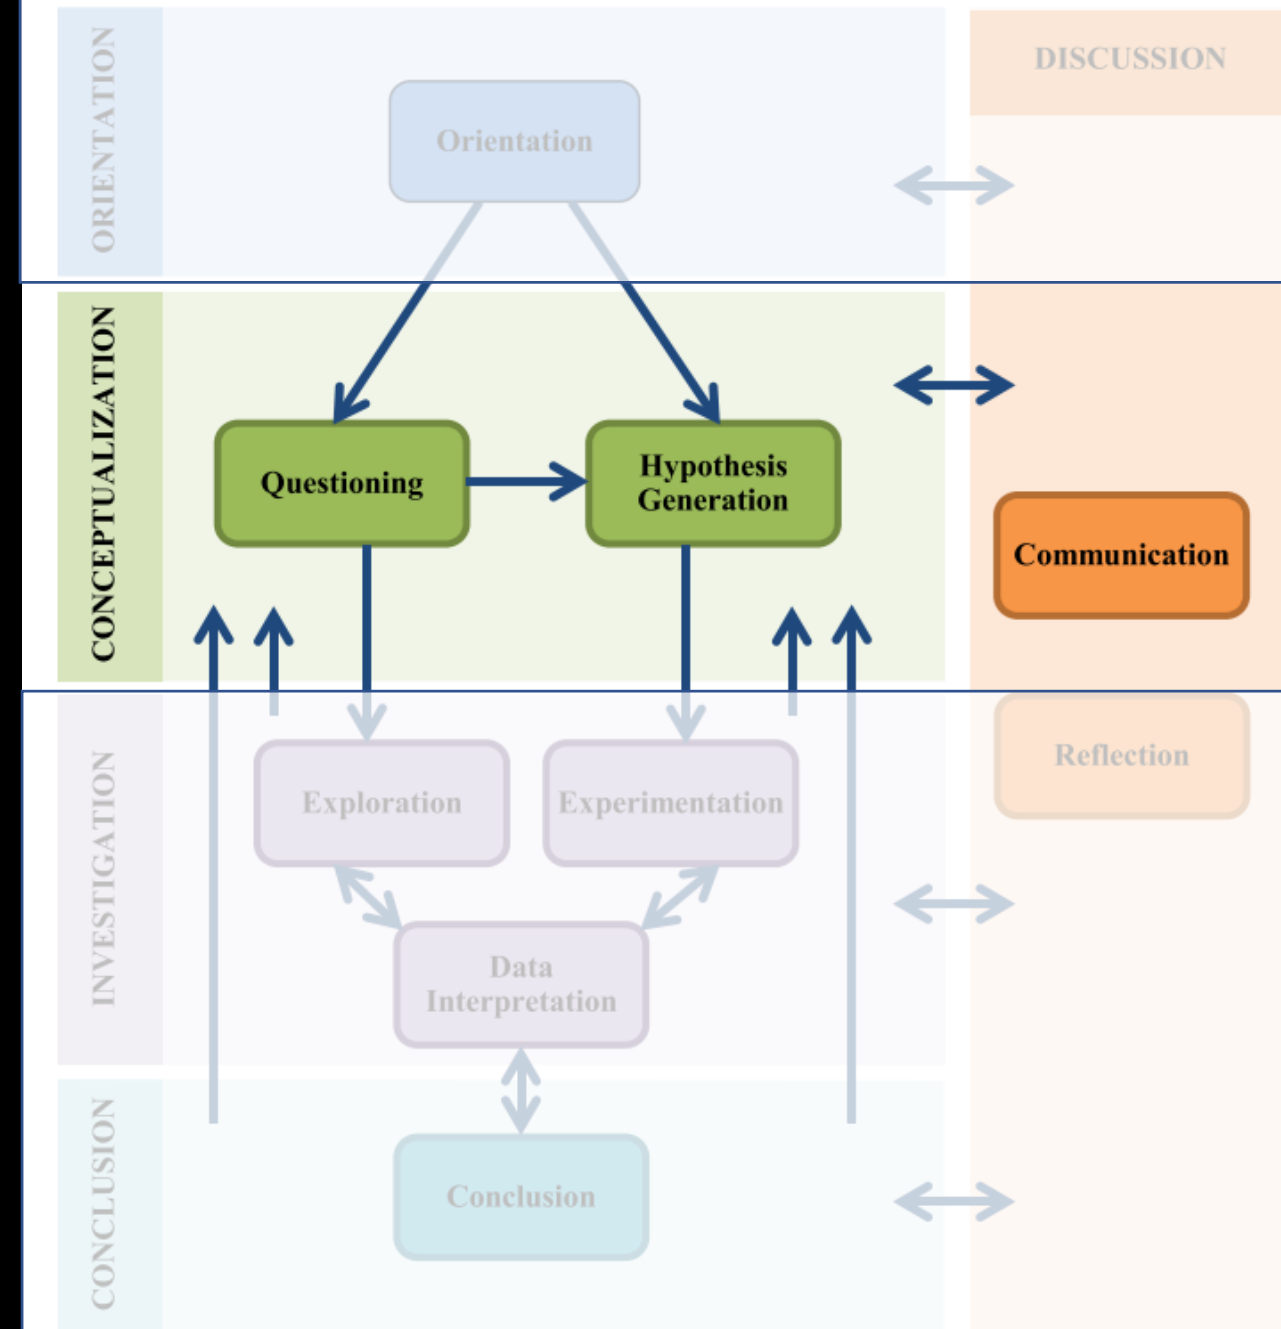 ORIENTATION
Orientation
DISCUSSION
CONCEPTUALIZATION
Questioning
Hypothesis
Generation
Communication
INVESTIGATION
Exploration
Experimentation
Reflection
Data
Interpretation
CONCLUSION
Conclusion